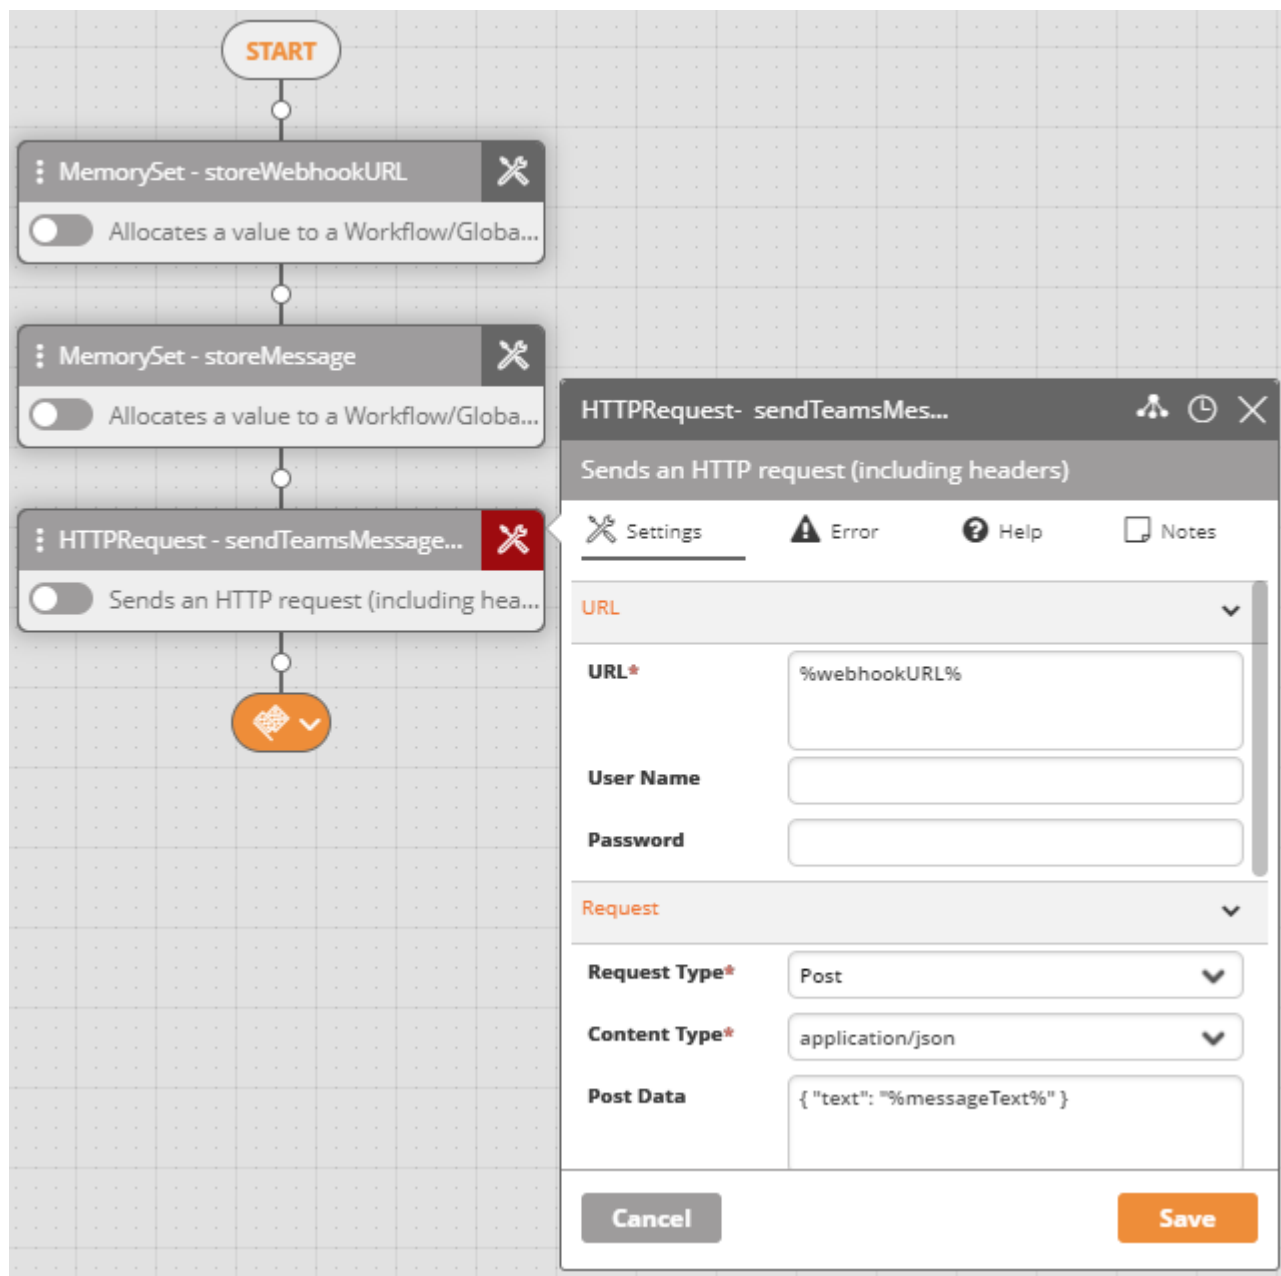 START
MemorySet - storeWebhookURL
Allocates a value to a Workflow/Globa...
MemorySet - storeMessage
Allocates a value to a Workflow/Globa...
HTTPRequest - sendTeamsMessage...
Sends an HTTP request (including hea...
HTTPRequest- sendTeamsMes...
Sends an HTTP request (including headers)
Settings Error Help Notes
URL
URL* %webhookURL%
User Name
Password
Request
Request Type* Post
Content Type* application/json
Post Data { "text": "%messageText%" }
Cancel Save